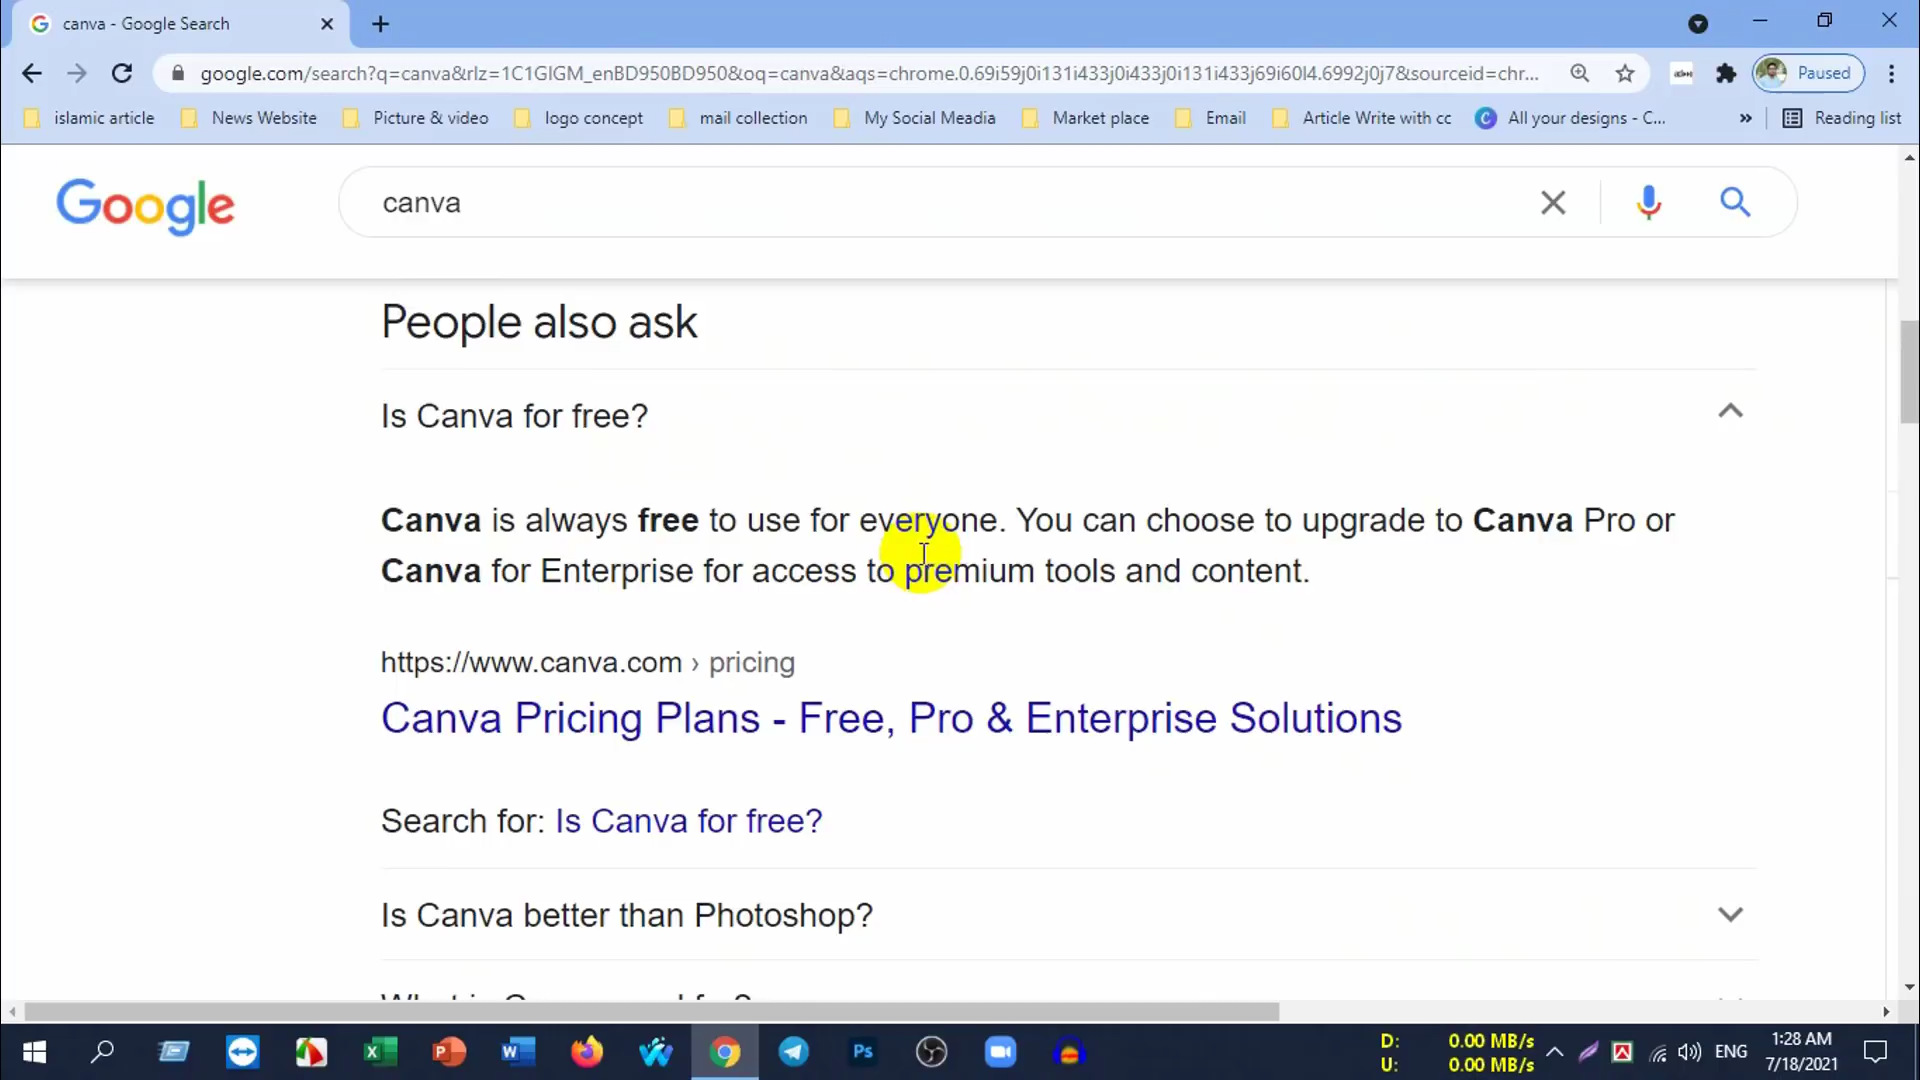 canva - Google Search
google.com/search?q=canva&rlz=1C1GIGM_enBD950BD950&oq=canva&aqs=chrome.0.69i59j0i131i433j0i433j0i131i433j69i60l4.6992j0j7&sourceid=chr...
Paused
islamic article
News Website
Picture & video
logo concept
mail collection
My Social Meadia
Market place
Email
Article Write with cc
All your designs - C...
»
Reading list
Google
canva
People also ask
Is Canva for free?
Canva is always free to use for everyone. You can choose to upgrade to Canva Pro or
Canva for Enterprise for access to premium tools and content.
https://www.canva.com › pricing
Canva Pricing Plans - Free, Pro & Enterprise Solutions
Search for: Is Canva for free?
Is Canva better than Photoshop?
D: 0.00 MB/s
U: 0.00 MB/s
ENG
1:28 AM
7/18/2021